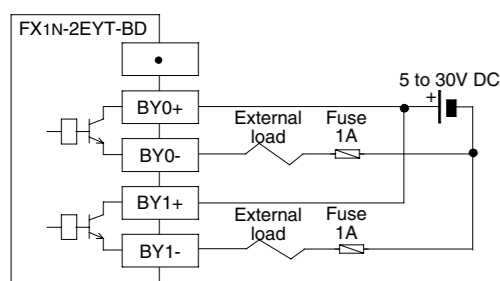 FX1N-2EYT-BD
5 to 30V DC
+
BY0+
External
load
Fuse
1A
BY0-
BY1+
External
load
Fuse
1A
BY1-